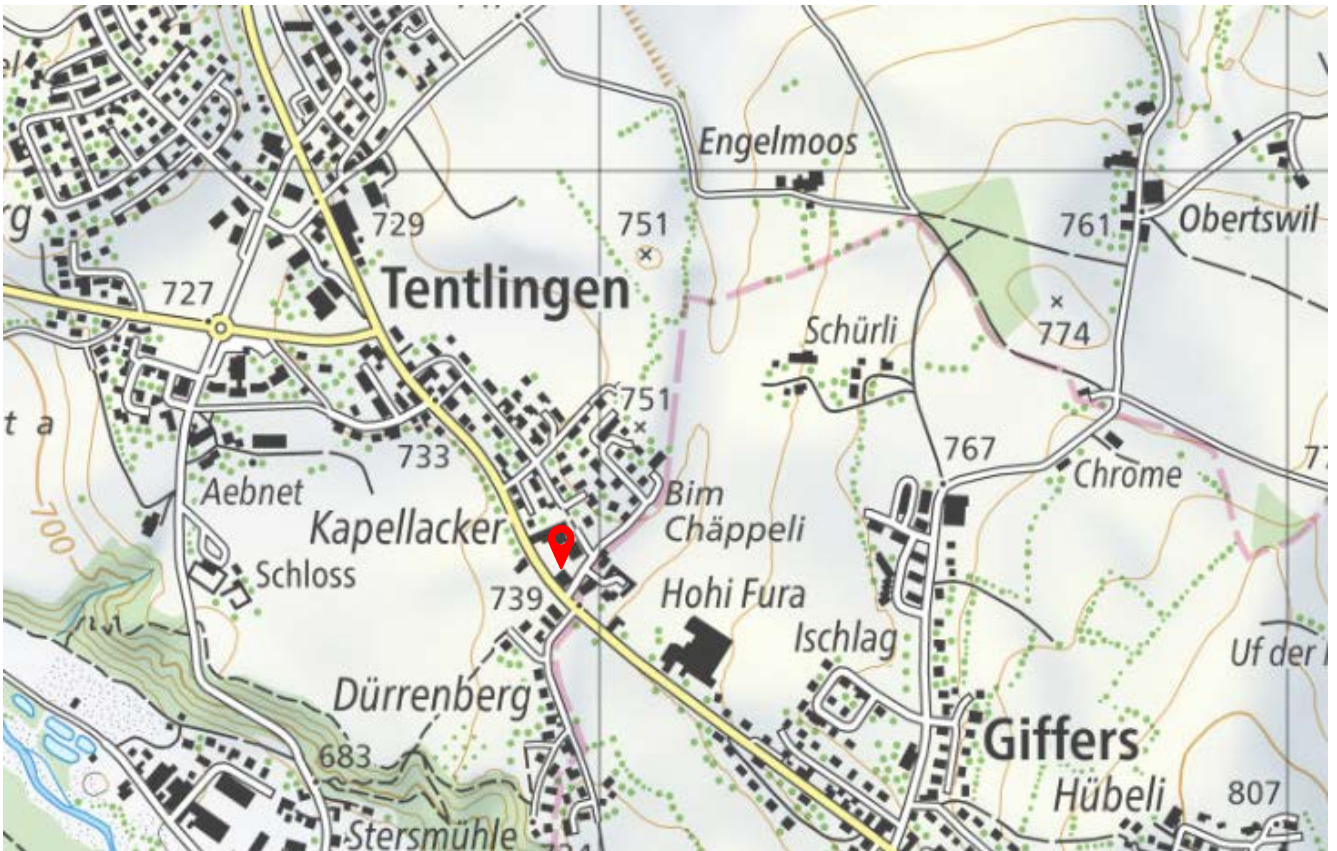 Engelmoos
729
751
761
Obertswil
727
Tentlingen
Schürli
774
751
733
767
Chrome
Aebnet
Bim
Chäppeli
Kapellacker
700
Schloss
739
Hohi Fura
Ischlag
Uf der
Dürrenberg
Giffers
683
Hübeli
807
Stersmühle